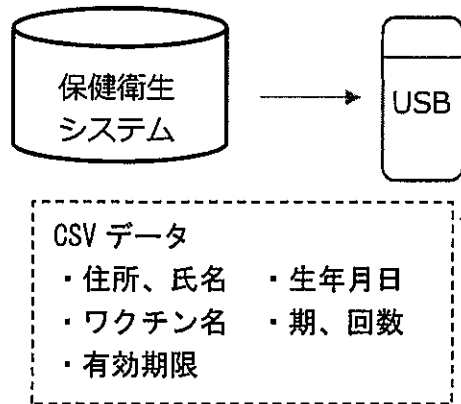 保健衛生
システム
USB
CSV データ
・住所、氏名 ・生年月日
・ワクチン名 ・期、回数
・有効期限